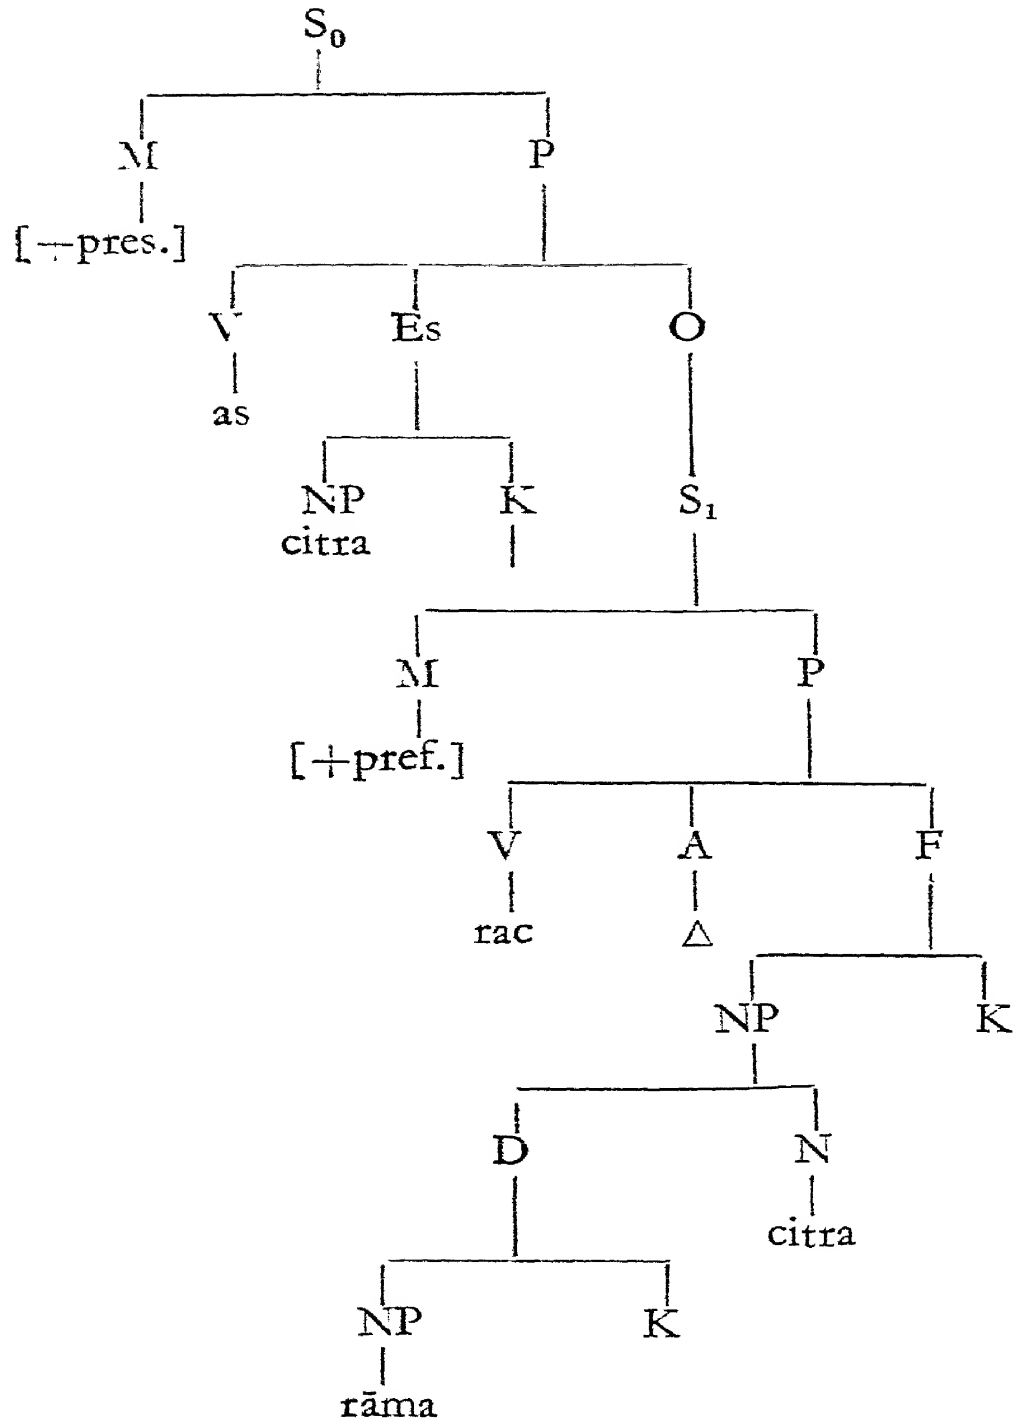 S₀
M P
[+pres.]
V Es O
as
NP K S₁
citra
M P
[+pref.]
V A F
rac △
NP K
D N
citra
NP K
rāma